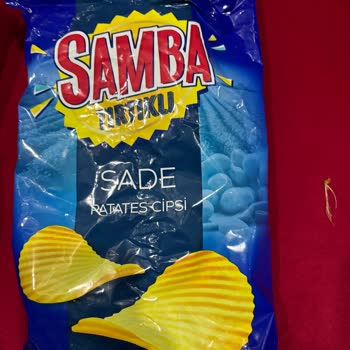 SAMBA
TIRTIKLI
SADE
PATATES CİPSİ